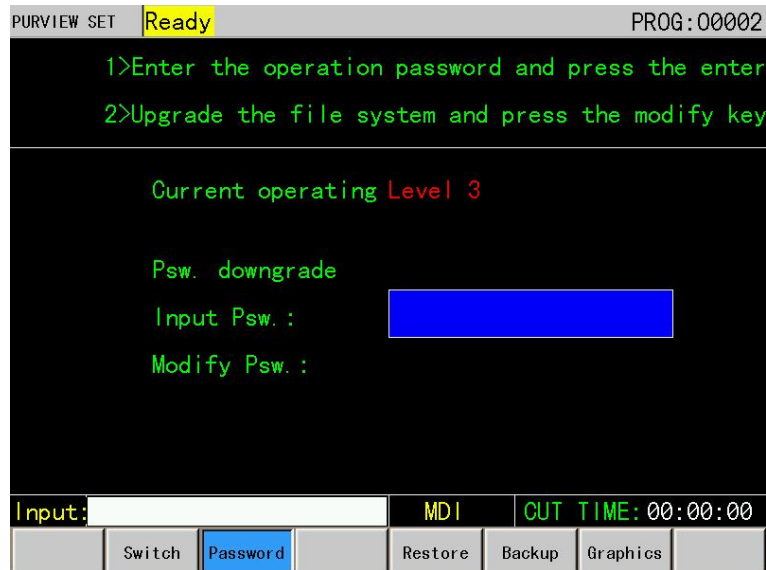 PURVIEW SET Ready PROG:O0002
1>Enter the operation password and press the enter
2>Upgrade the file system and press the modify key
Current operating Level 3
Psw. downgrade
Input Psw.:
Modify Psw.:
Input: MDI CUT TIME:00:00:00
Switch Password Restore Backup Graphics